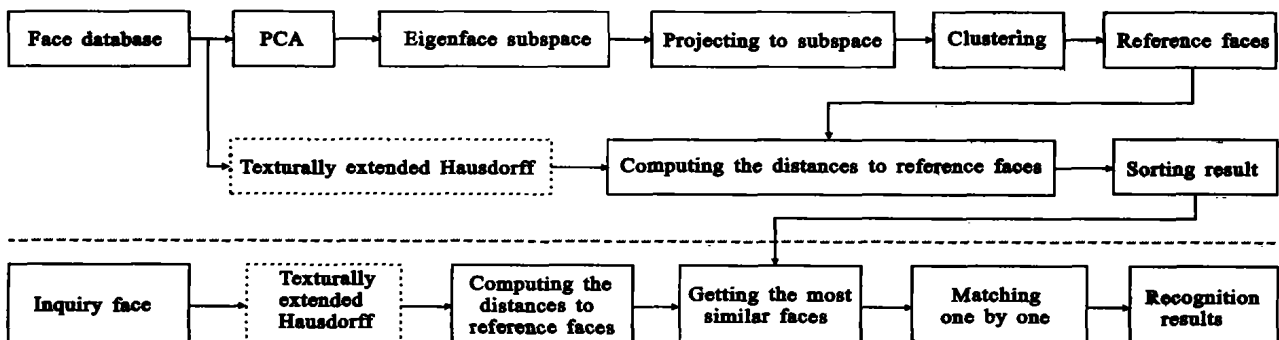 Face database
PCA
Eigenface subspace
Projecting to subspace
Clustering
Reference faces
Texturally extended Hausdorff
Computing the distances to reference faces
Sorting result
Inquiry face
Texturally
extended
Hausdorff
Computing the
distances to
reference faces
Getting the most
similar faces
Matching
one by one
Recognition
results